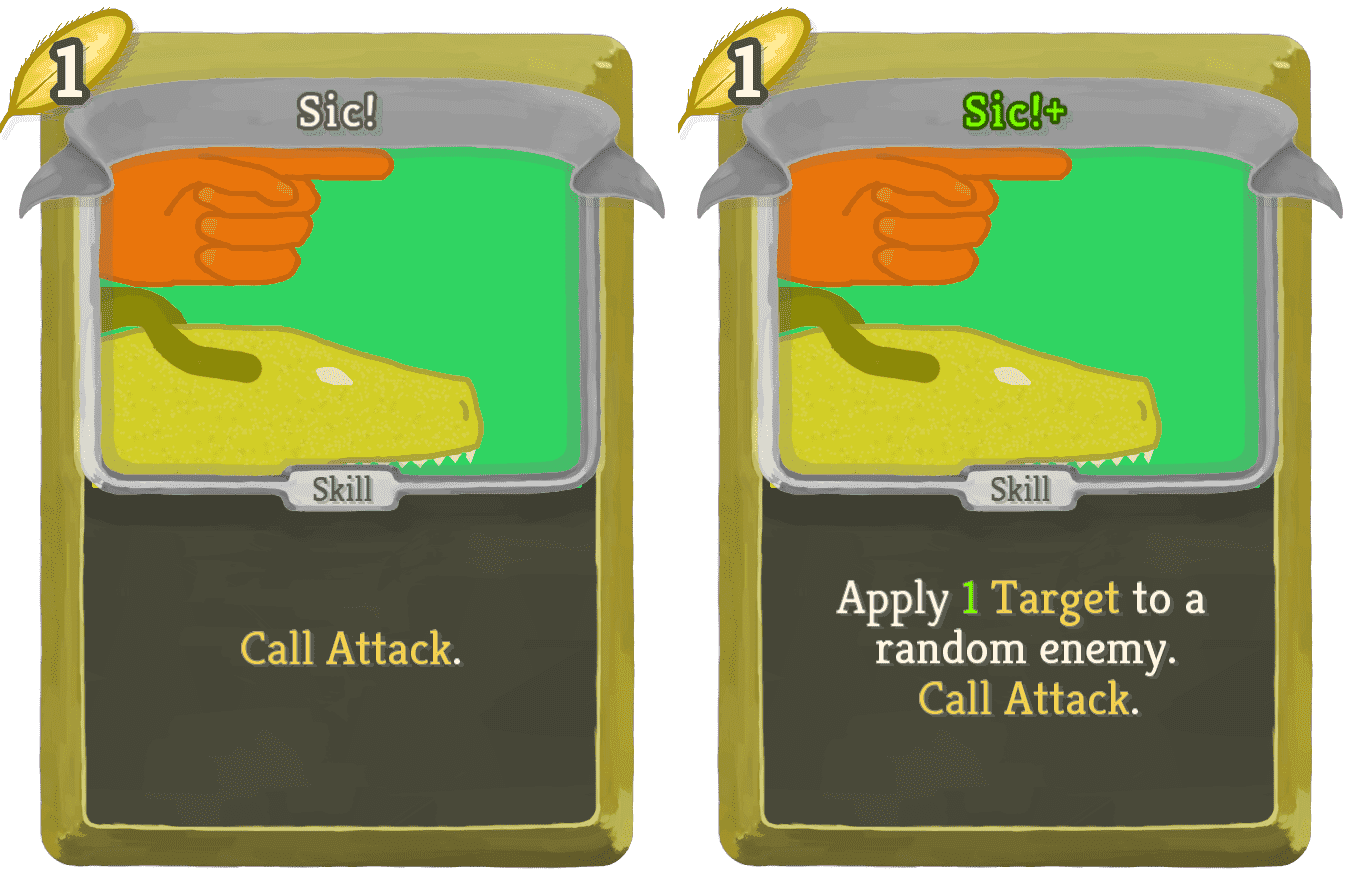 1
Sic!
Skill
Call Attack.
1
Sic!+
Skill
Apply 1 Target to a
random enemy.
Call Attack.